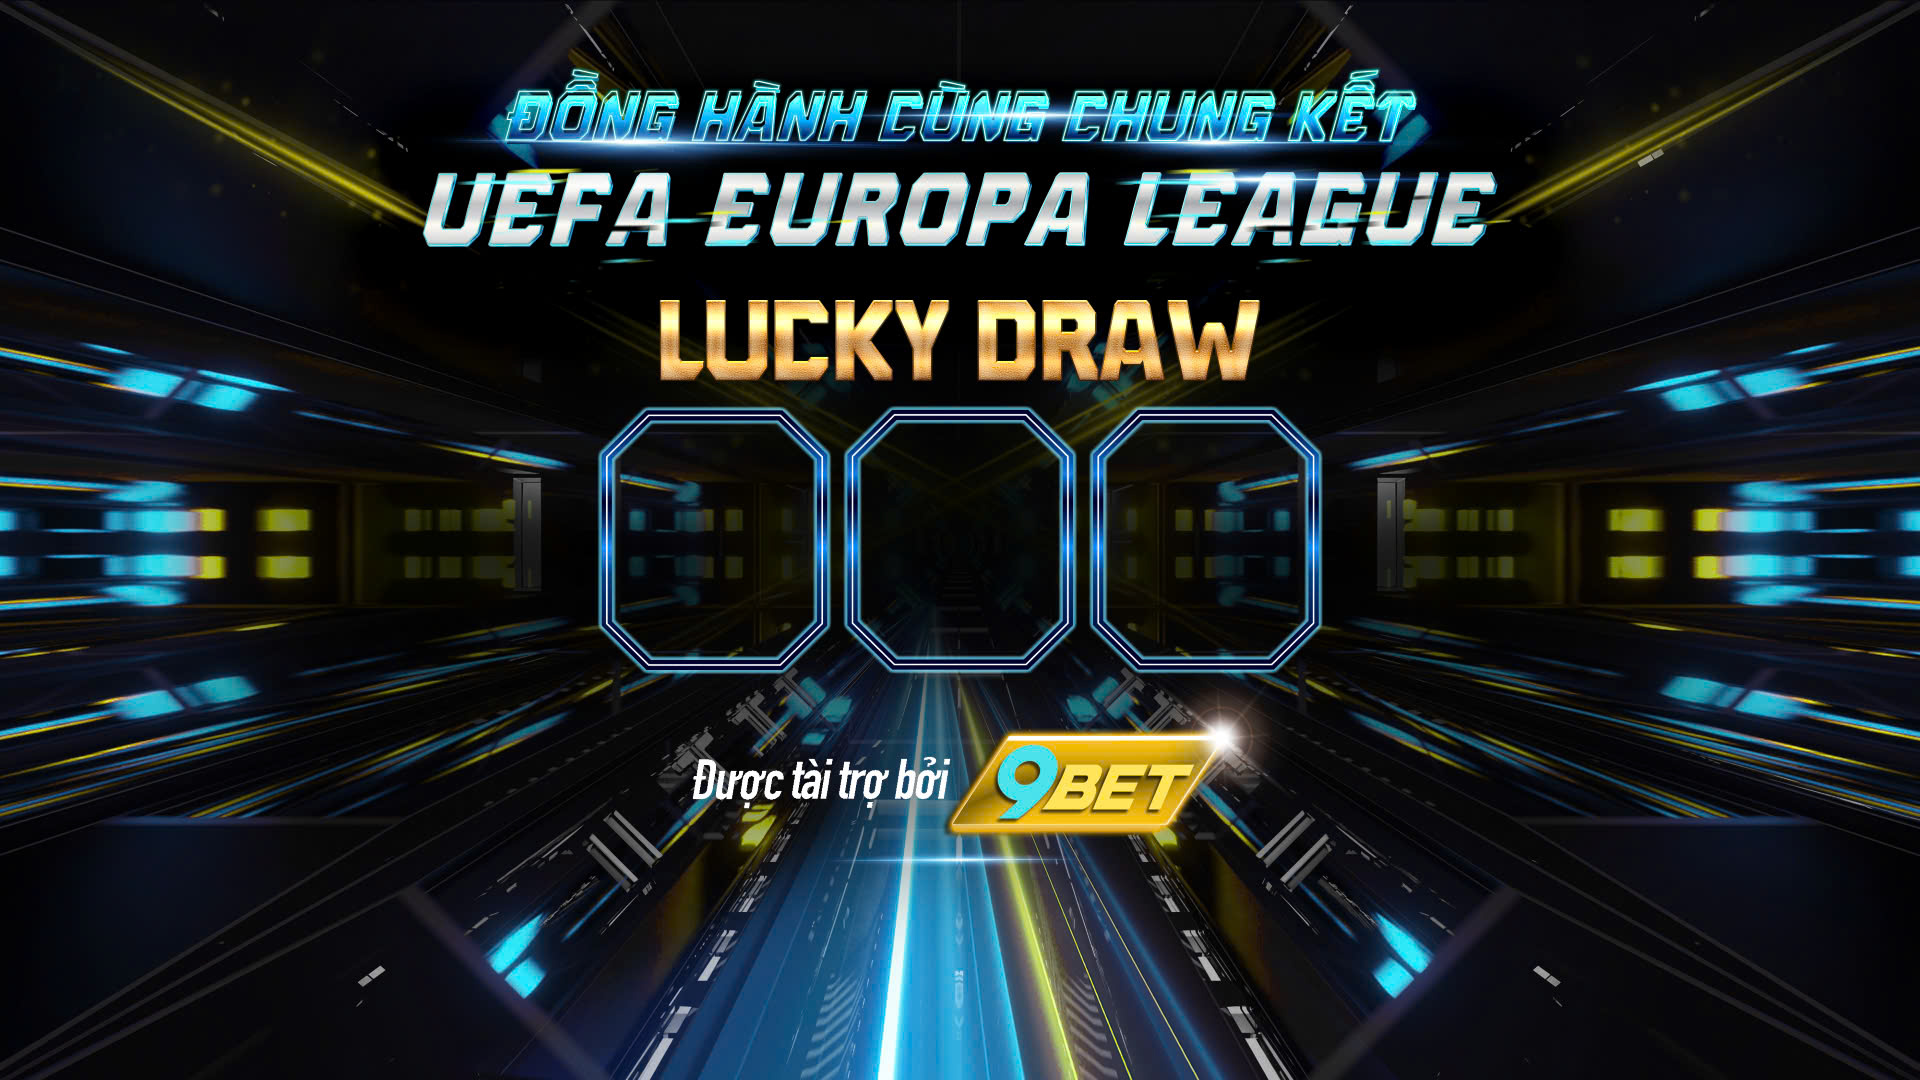 ĐỒNG HÀNH CÙNG CHUNG KẾT
UEFA EUROPA LEAGUE
LUCKY DRAW
Được tài trợ bởi 9BET